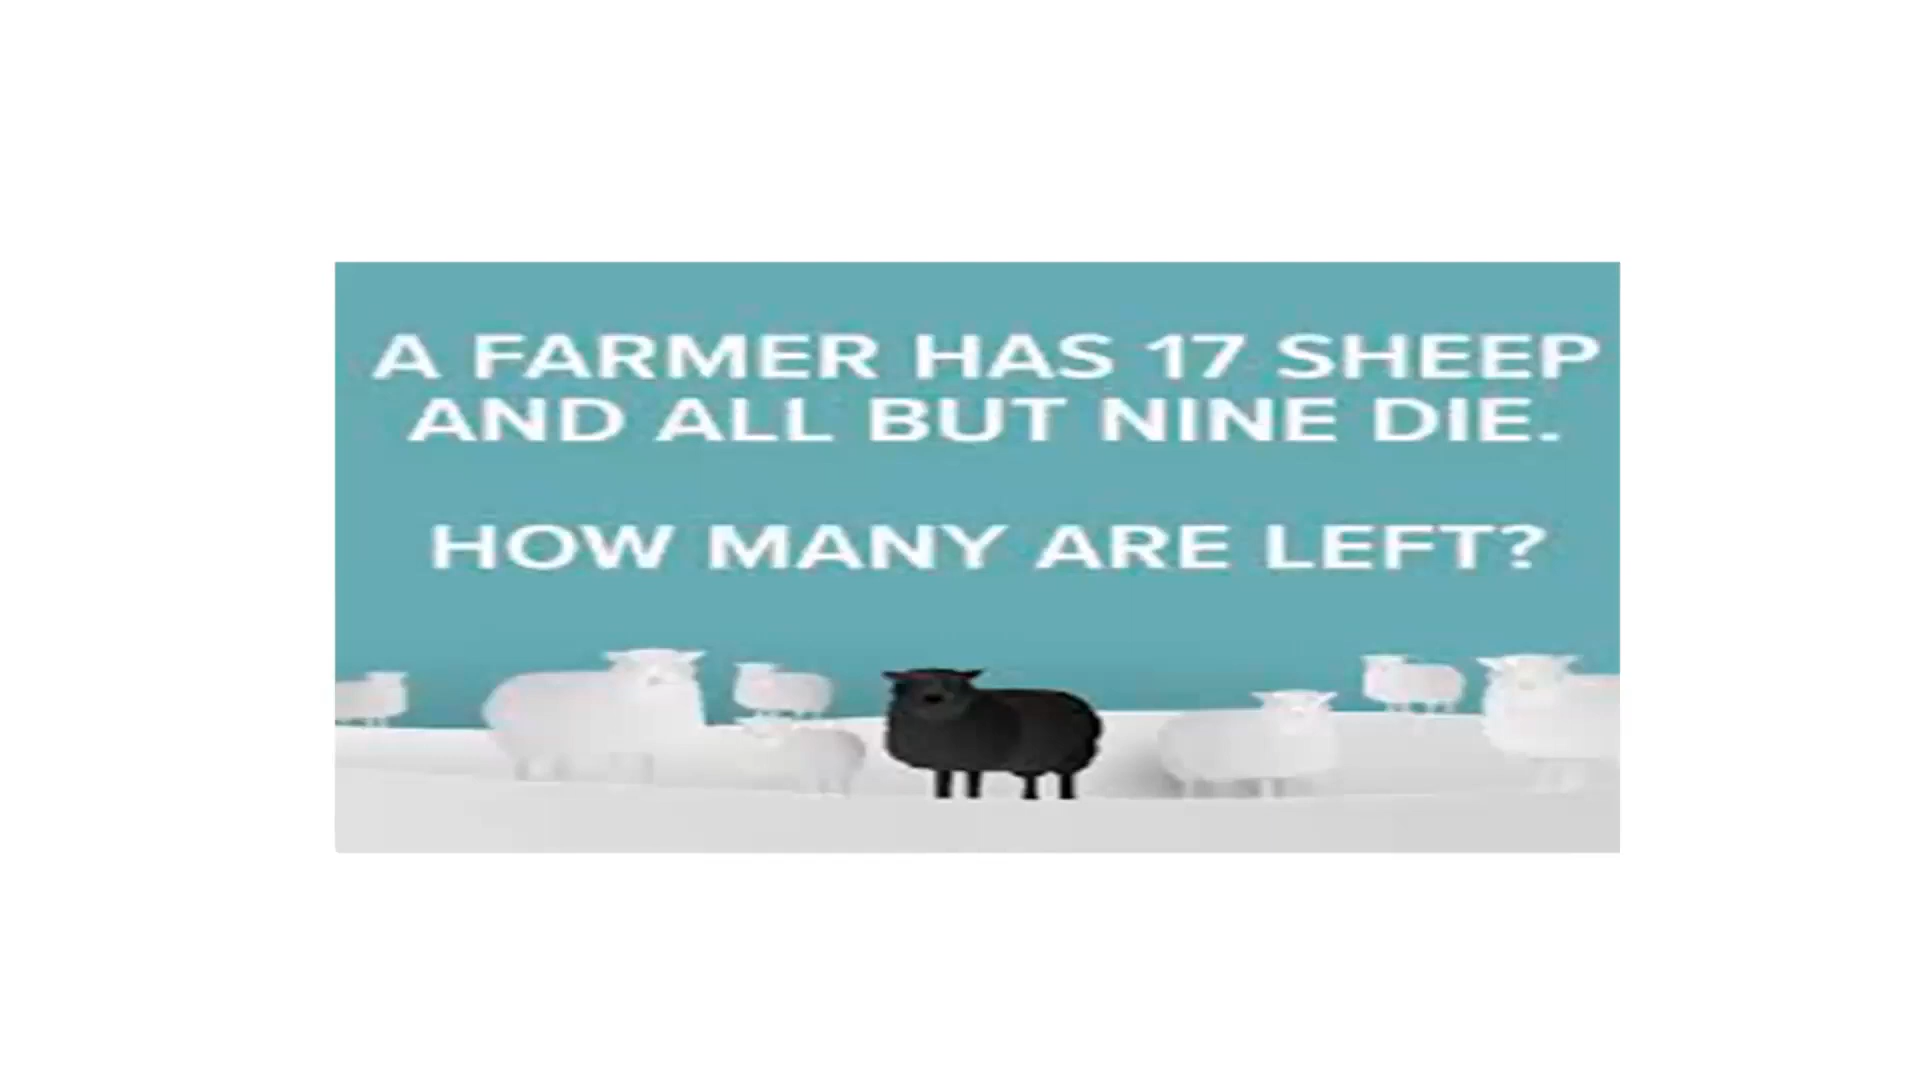 A FARMER HAS 17 SHEEP
AND ALL BUT NINE DIE.
HOW MANY ARE LEFT?